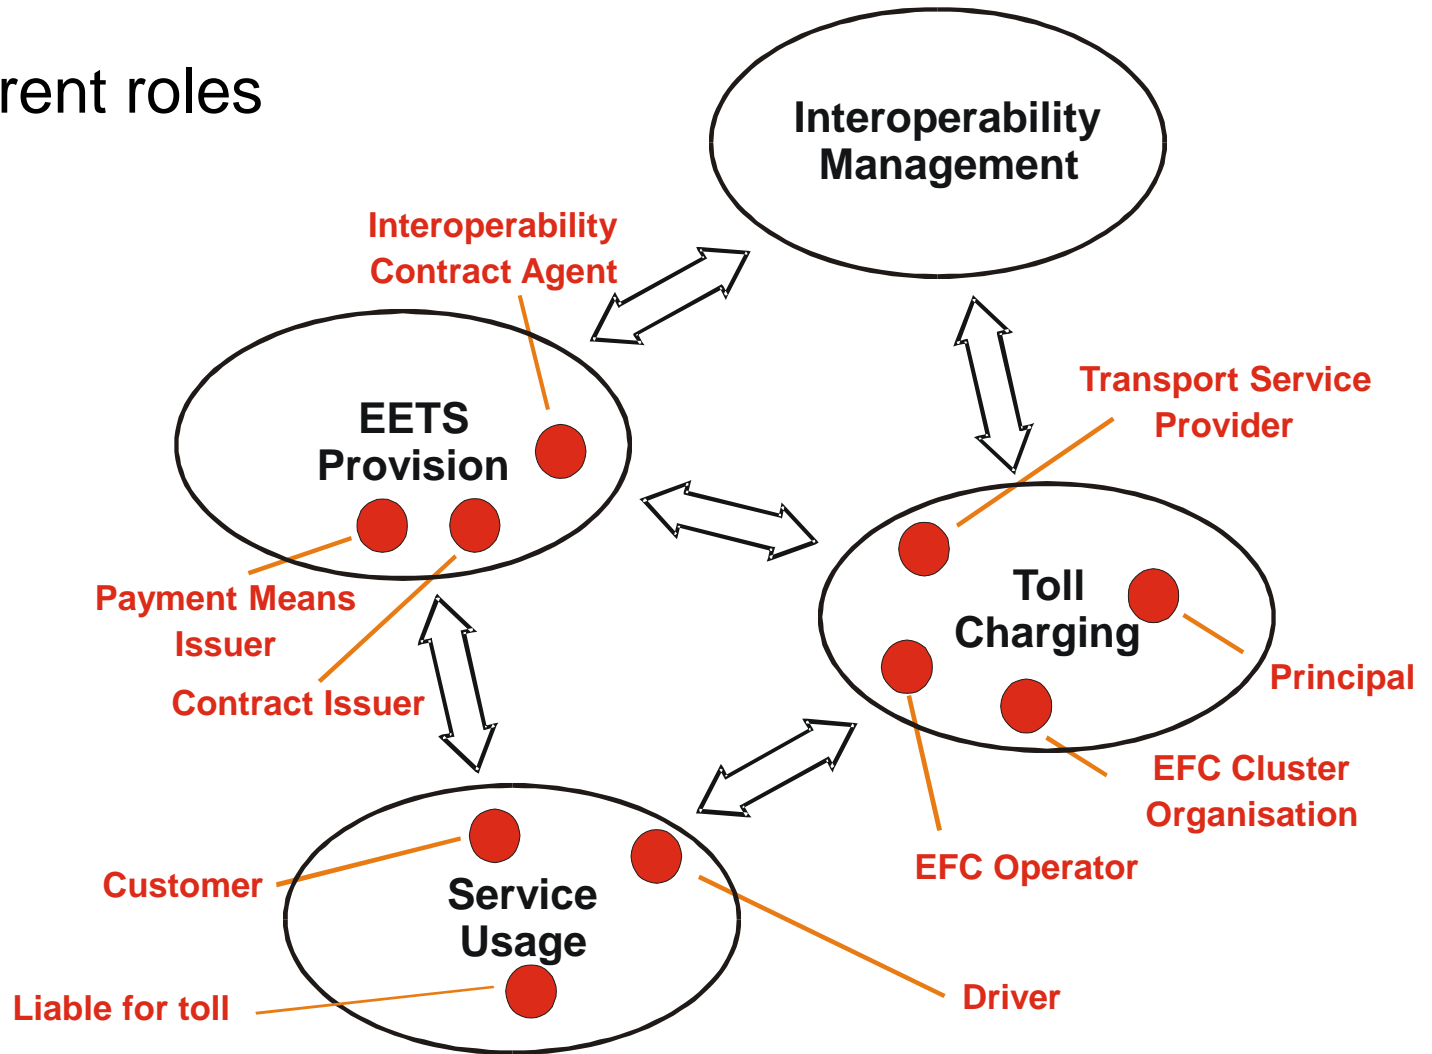 rent roles
Interoperability
Management
Interoperability
Contract Agent
Transport Service
Provider
EETS
Provision
Toll
Charging
Payment Means
Issuer
Contract Issuer
Principal
EFC Cluster
Organisation
EFC Operator
Customer
Service
Usage
Liable for toll
Driver